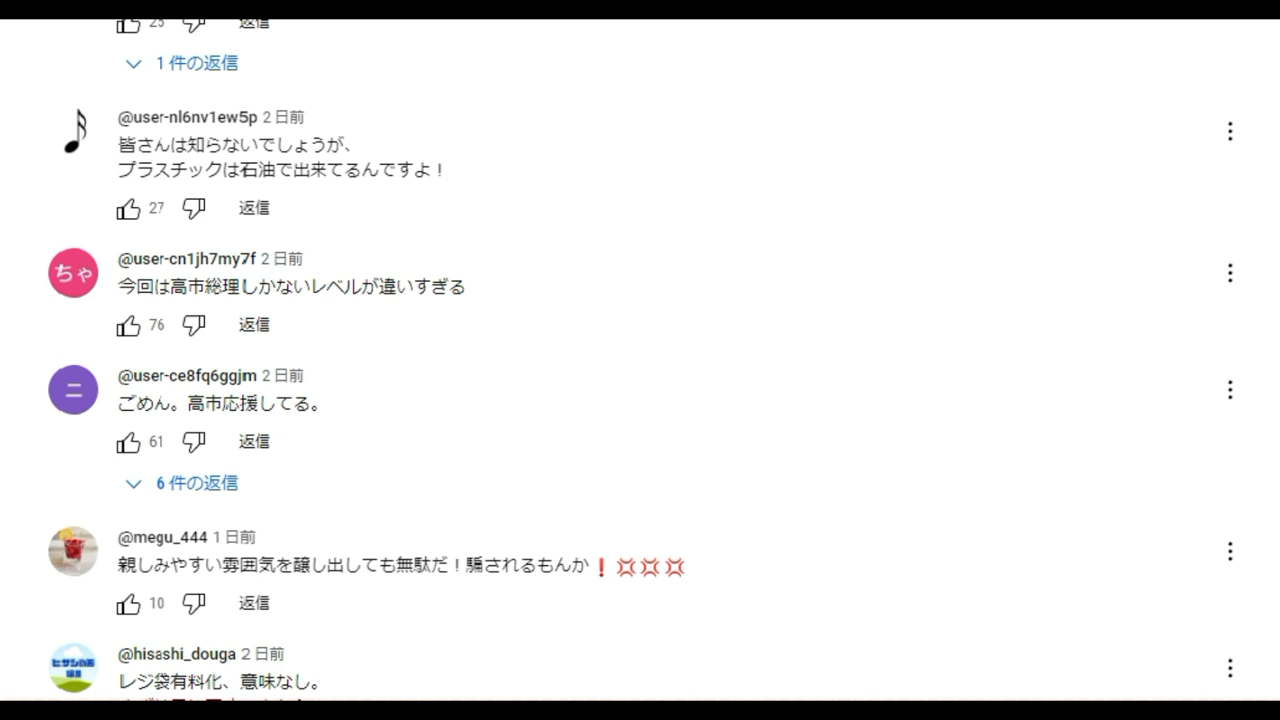 25 返信
1 件の返信
@user-nl6nv1ew5p 2 日前
皆さんは知らないでしょうが、
プラスチックは石油で出来てるんですよ！
27 返信
ちゃ
@user-cn1jh7my7f 2 日前
今回は高市総理しかないレベルが違いすぎる
76 返信
ニ
@user-ce8fq6ggjm 2 日前
ごめん。高市応援してる。
61 返信
6 件の返信
@megu_444 1 日前
親しみやすい雰囲気を醸し出しても無駄だ！騙されるもんか❗💢💢💢
10 返信
@hisashi_douga 2 日前
レジ袋有料化、意味なし。